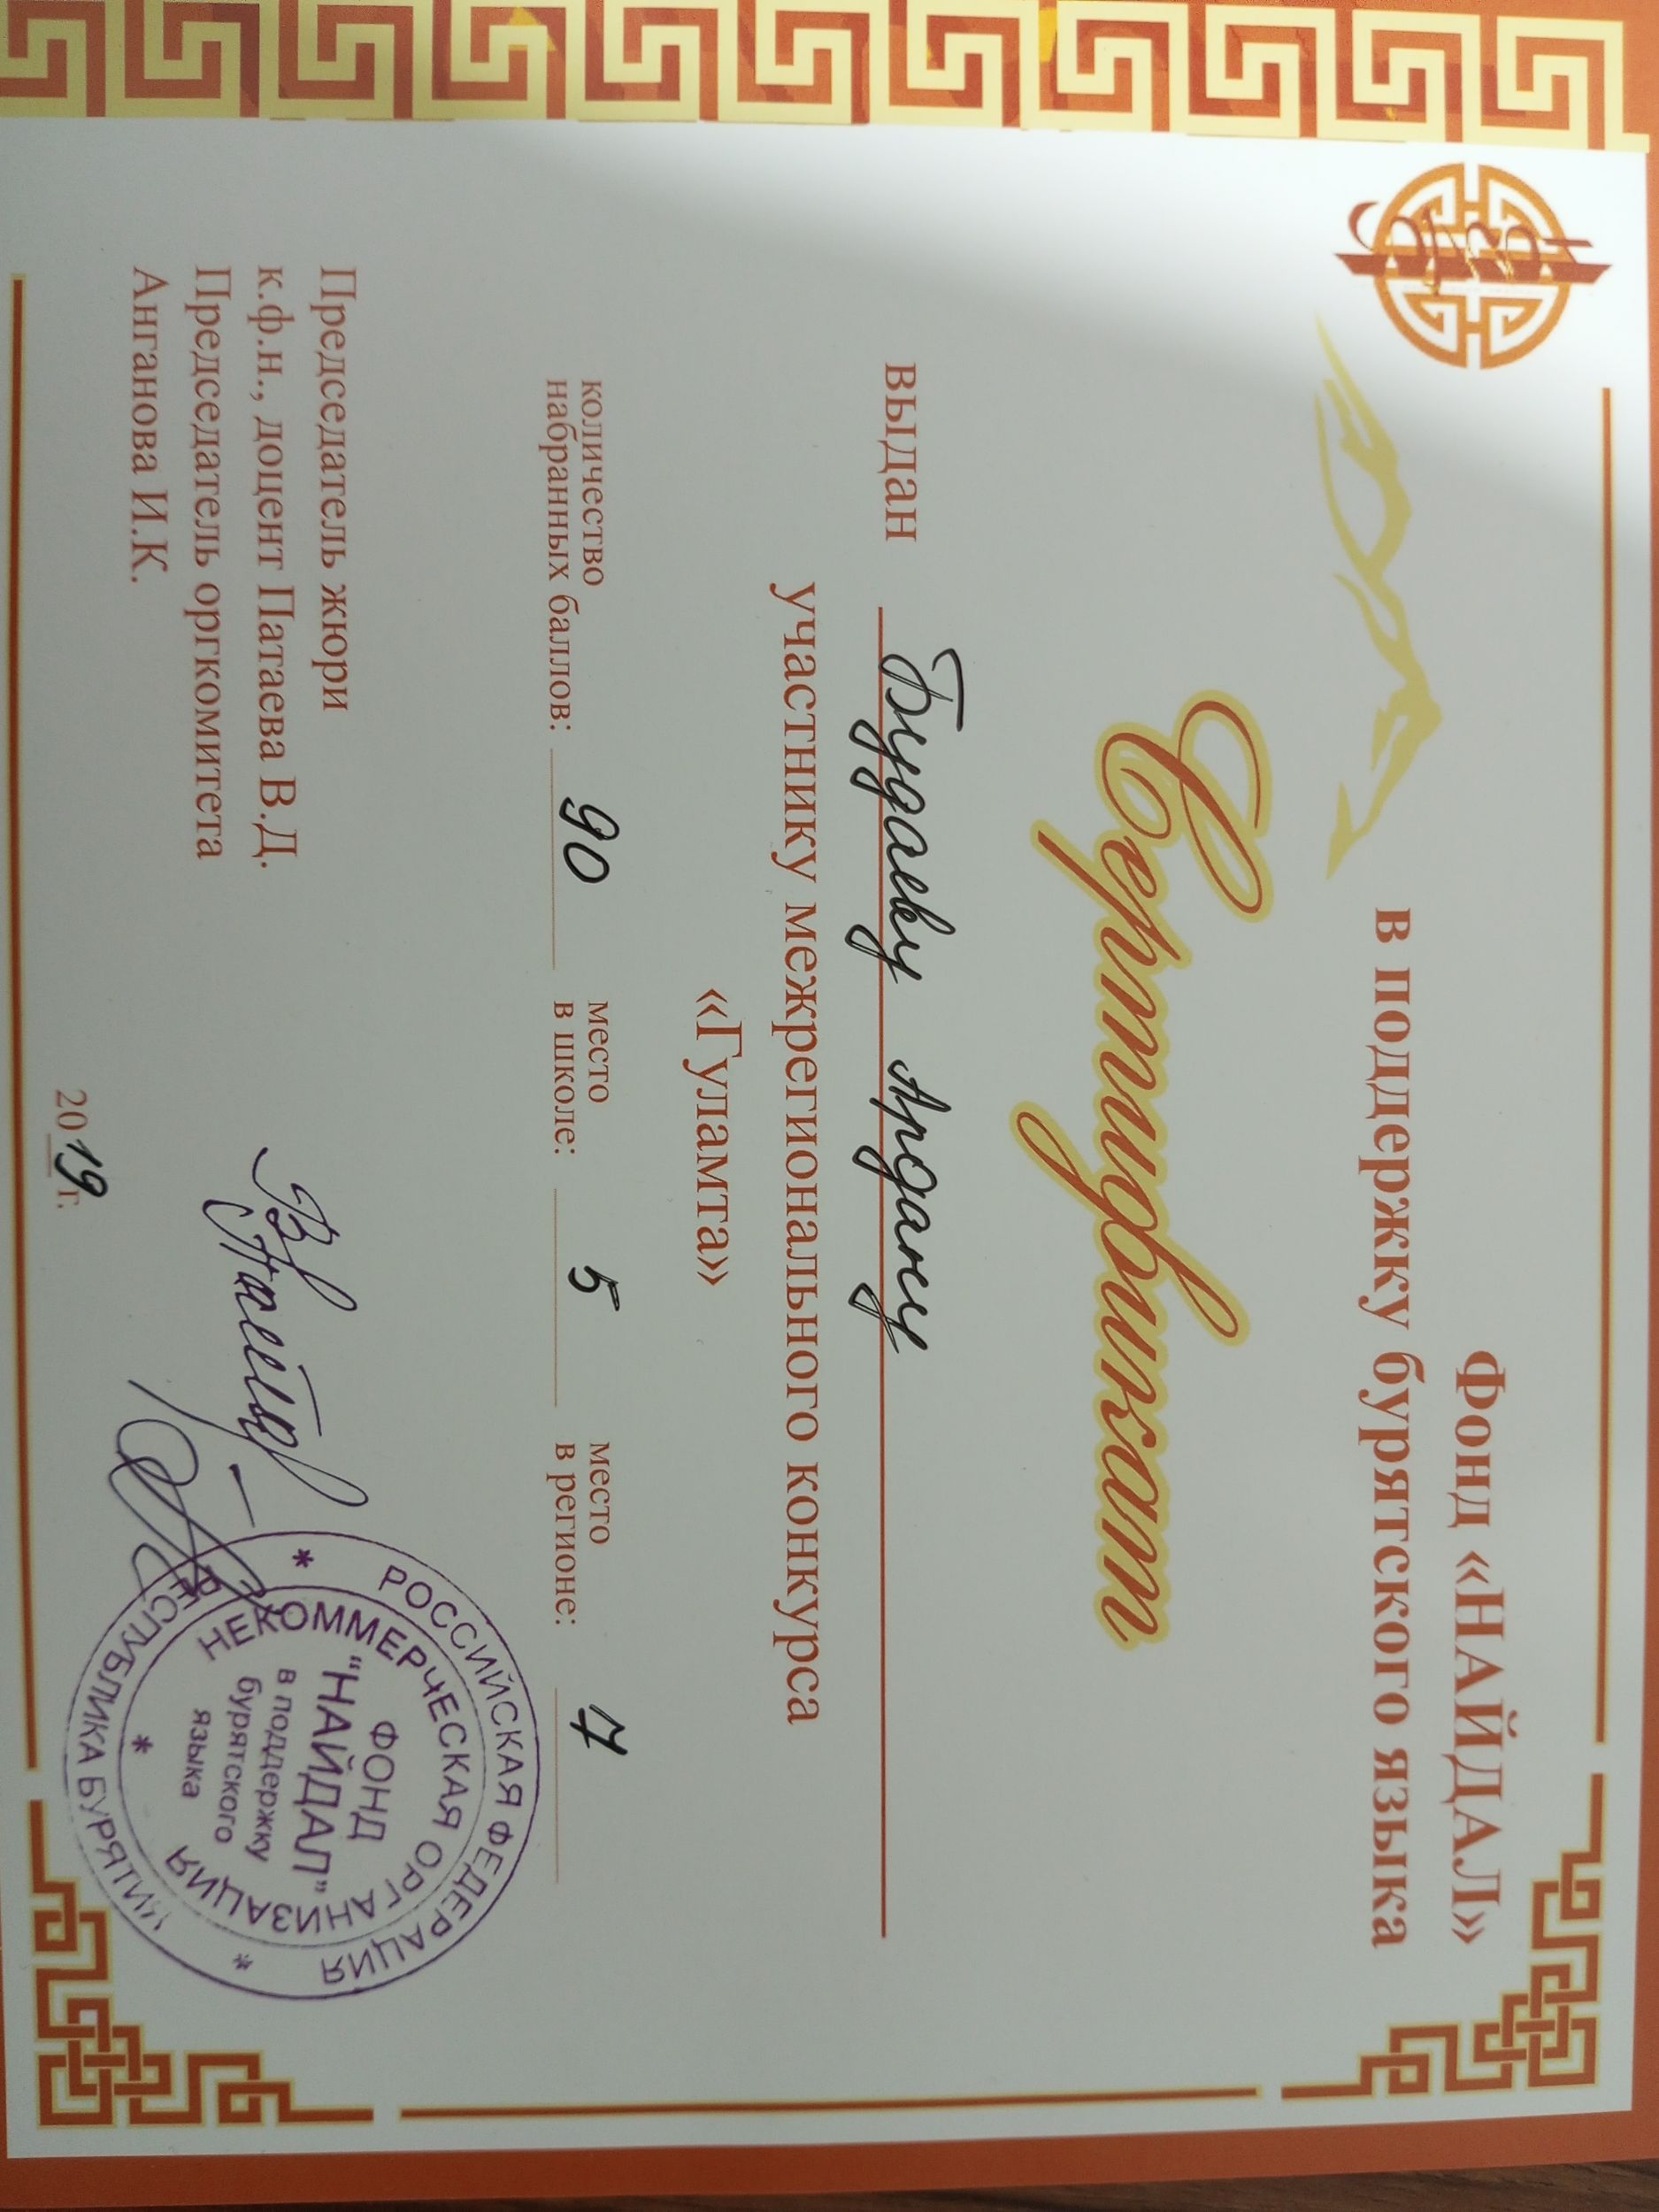 Фонд «НАЙДАЛ»
в поддержку бурятского языка
Сертификат
выдан Будаеву Ардану
участнику межрегионального конкурса
«Гуламта»
количество
набранных баллов: 90
место
в школе: 5
место
в регионе: 7
Председатель жюри
к.ф.н., доцент Патаева В.Д.
Председатель оргкомитета
Анганова И.К.
2019 г.
РОССИЙСКАЯ ФЕДЕРАЦИЯ
РЕСПУБЛИКА БУРЯТИЯ
НЕКОММЕРЧЕСКАЯ ОРГАНИЗАЦИЯ
ФОНД
"НАЙДАЛ"
в поддержку
бурятского
языка